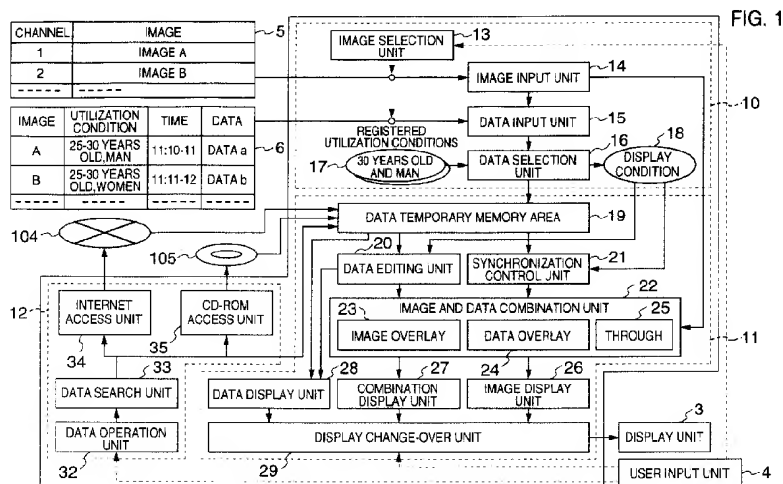 FIG. 1
CHANNEL IMAGE 5
1 IMAGE A
2 IMAGE B
IMAGE UTILIZATION CONDITION TIME DATA
A 25-30 YEARS OLD,MAN 11:10-11 DATA a 6
B 25-30 YEARS OLD,WOMEN 11:11-12 DATA b
IMAGE SELECTION UNIT 13
IMAGE INPUT UNIT 14
DATA INPUT UNIT 15
10
REGISTERED UTILIZATION CONDITIONS
17 30 YEARS OLD AND MAN
DATA SELECTION UNIT 16
DISPLAY CONDITION 18
DATA TEMPORARY MEMORY AREA 19
104
105
DATA EDITING UNIT 20
SYNCHRONIZATION CONTROL UNIT 21
IMAGE AND DATA COMBINATION UNIT 22
23 IMAGE OVERLAY
DATA OVERLAY 24
THROUGH 25
11
12
INTERNET ACCESS UNIT 34
CD-ROM ACCESS UNIT 35
33
DATA SEARCH UNIT
DATA OPERATION UNIT
32
DATA DISPLAY UNIT 28
COMBINATION DISPLAY UNIT 27
IMAGE DISPLAY UNIT 26
DISPLAY CHANGE-OVER UNIT
29
DISPLAY UNIT 3
USER INPUT UNIT 4